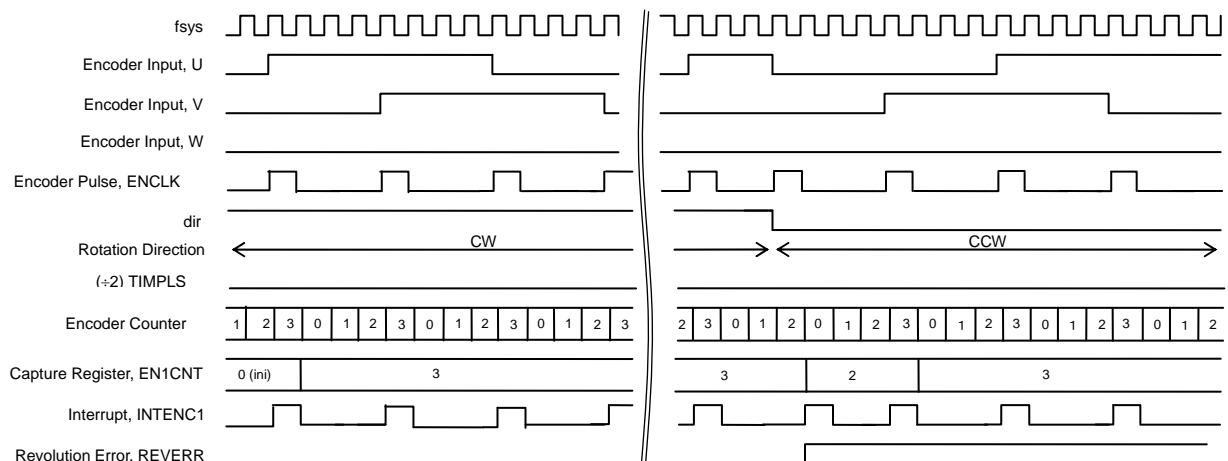 fsys
Encoder Input, U
Encoder Input, V
Encoder Input, W
Encoder Pulse, ENCLK
dir
Rotation Direction CW CCW
(÷2) TIMPLS
Encoder Counter 1 2 3 0 1 2 3 0 1 2 3 0 1 2 3 2 3 0 1 2 0 1 2 3 0 1 2 3 0 1 2 3 0 1 2
Capture Register, EN1CNT 0 (ini) 3 3 2 3
Interrupt, INTENC1
Revolution Error, REVERR